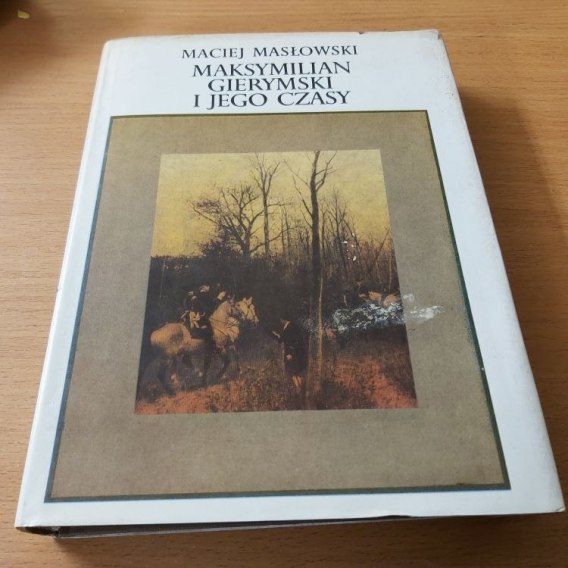 MACIEJ MASŁOWSKI
MAKSYMILIAN
GIERYMSKI
I JEGO CZASY